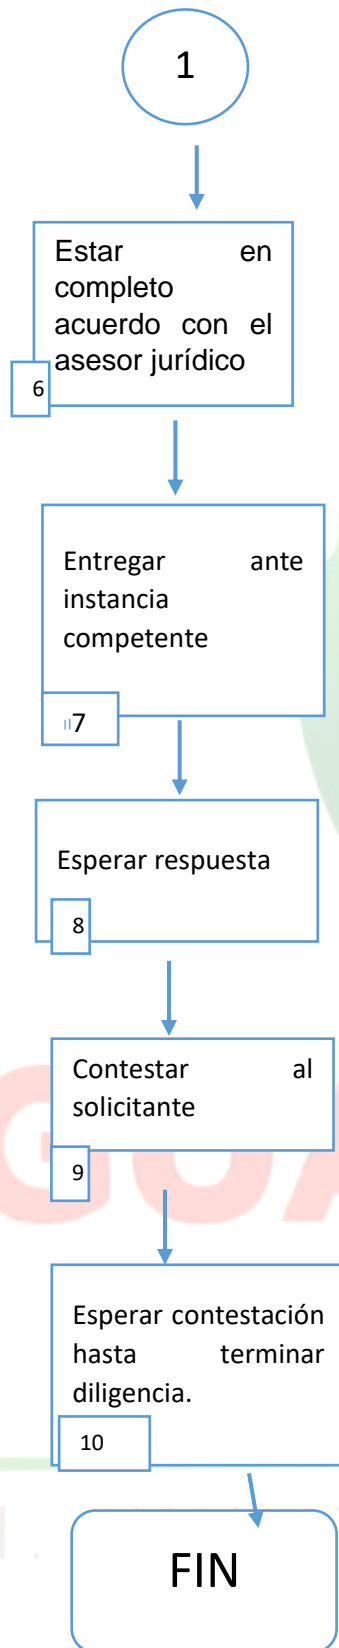 1
Estar en
completo
acuerdo con el
asesor jurídico
6
Entregar ante
instancia
competente
7
Esperar respuesta
8
Contestar al
solicitante
9
Esperar contestación
hasta terminar
diligencia.
10
FIN